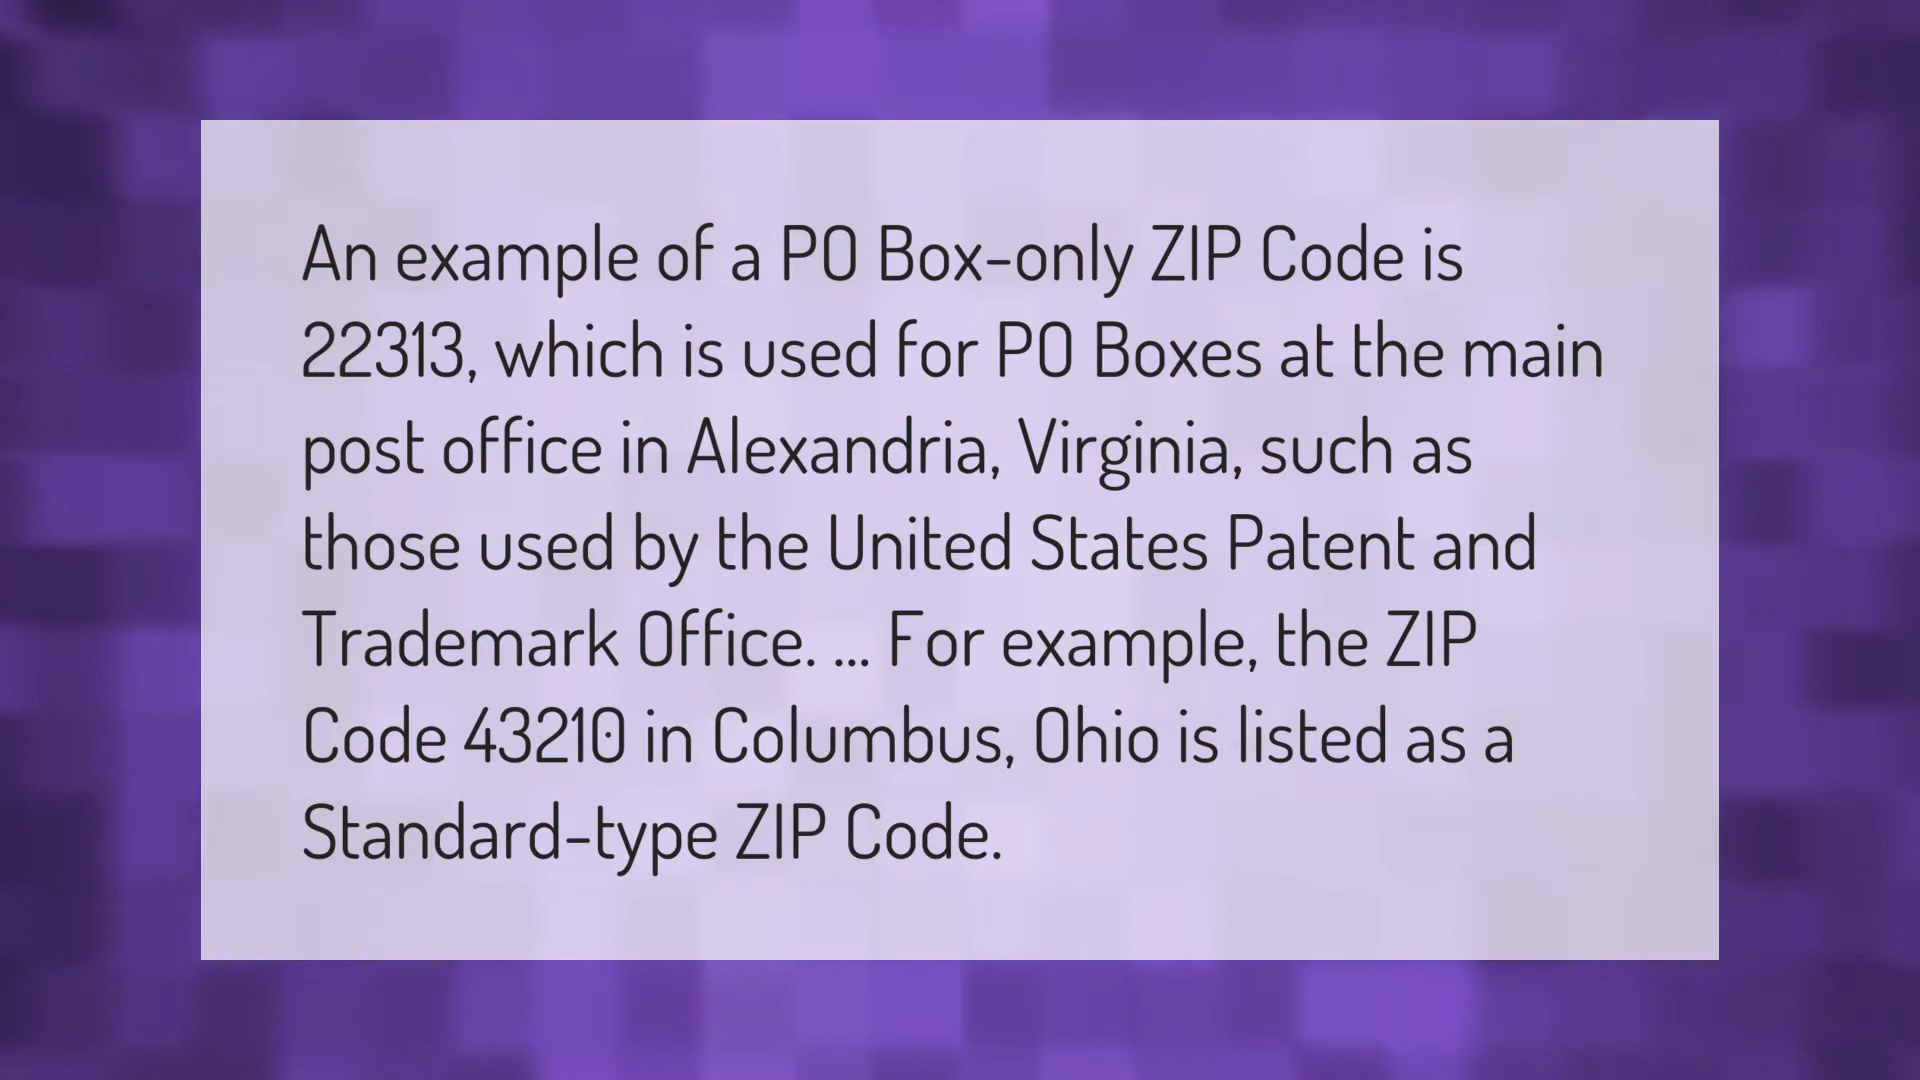 An example of a PO Box-only ZIP Code is
22313, which is used for PO Boxes at the main
post office in Alexandria, Virginia, such as
those used by the United States Patent and
Trademark Office. ... For example, the ZIP
Code 43210 in Columbus, Ohio is listed as a
Standard-type ZIP Code.